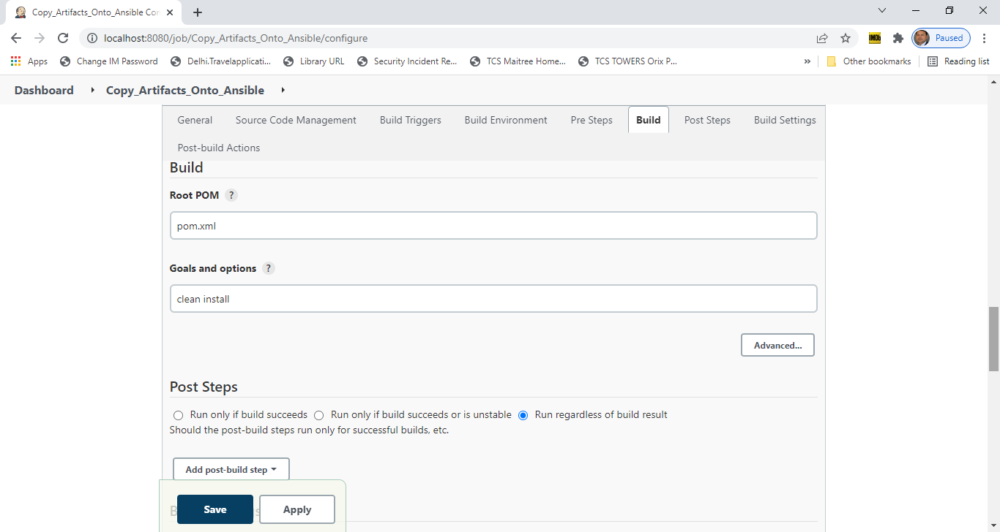 Copy_Artifacts_Onto_Ansible Con
localhost:8080/job/Copy_Artifacts_Onto_Ansible/configure
IMDb
Paused
Apps
Change IM Password
Delhi.Travelapplicati...
Library URL
Security Incident Re...
TCS Maitree Home...
TCS TOWERS Orix P...
»
Other bookmarks
Reading list
Dashboard
Copy_Artifacts_Onto_Ansible
General
Source Code Management
Build Triggers
Build Environment
Pre Steps
Build
Post Steps
Build Settings
Post-build Actions
Build
Root POM ?
pom.xml
Goals and options ?
clean install
Advanced...
Post Steps
Run only if build succeeds
Run only if build succeeds or is unstable
Run regardless of build result
Should the post-build steps run only for successful builds, etc.
Add post-build step
Save
Apply